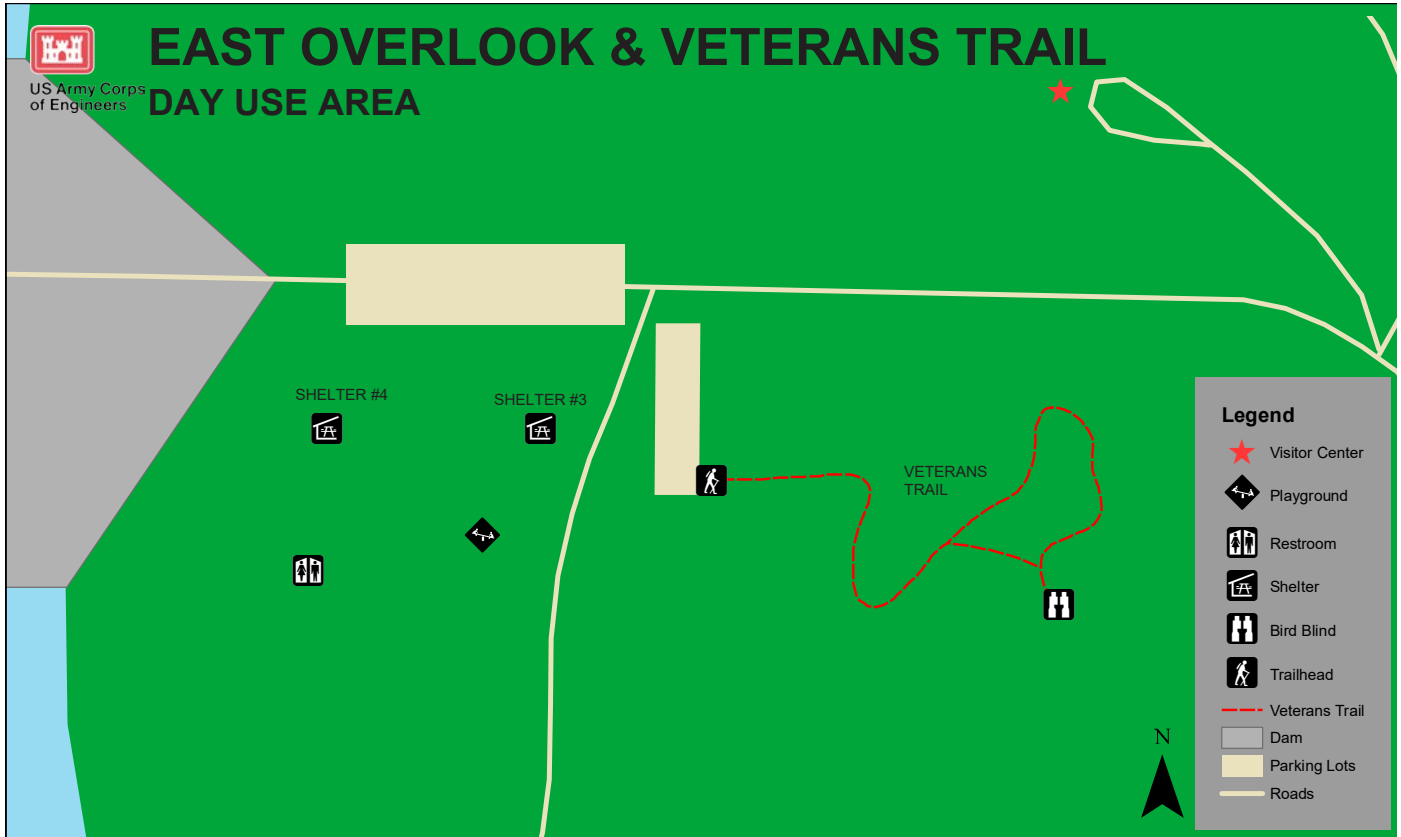 EAST OVERLOOK & VETERANS TRAIL
DAY USE AREA
US Army Corps
of Engineers
SHELTER #4
SHELTER #3
VETERANS
TRAIL
Legend
Visitor Center
Playground
Restroom
Shelter
Bird Blind
Trailhead
Veterans Trail
Dam
Parking Lots
Roads
N